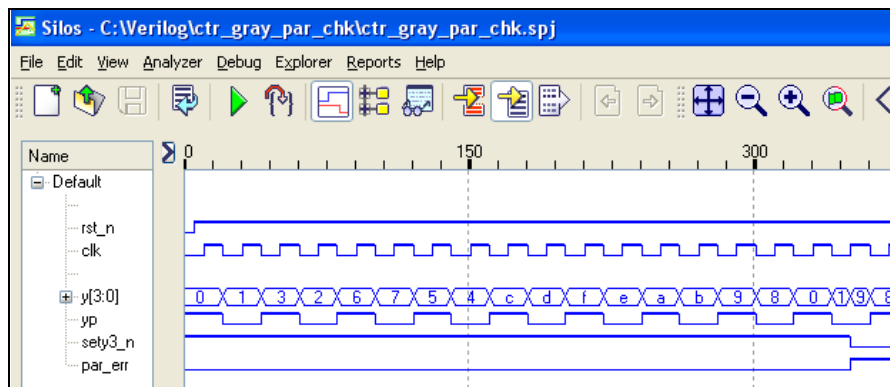 Silos - C:\Verilog\ctr_gray_par_chk\ctr_gray_par_chk.spj
File Edit View Analyzer Debug Explorer Reports Help
Name 0 150 300
Default
rst_n
clk
y[3:0] 0 1 3 2 6 7 5 4 c d f e a b 9 8 0 1 9 8
yp
sety3_n
par_err